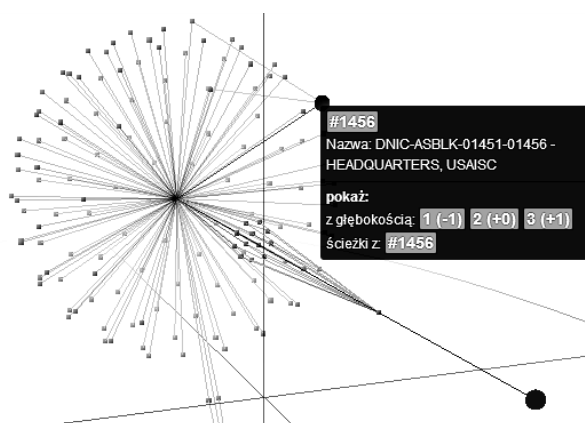 #1456
Nazwa: DNIC-ASBLK-01451-01456 -
HEADQUARTERS, USAISC
pokaż:
z głębokością: 1 (-1) 2 (+0) 3 (+1)
ścieżki z: #1456